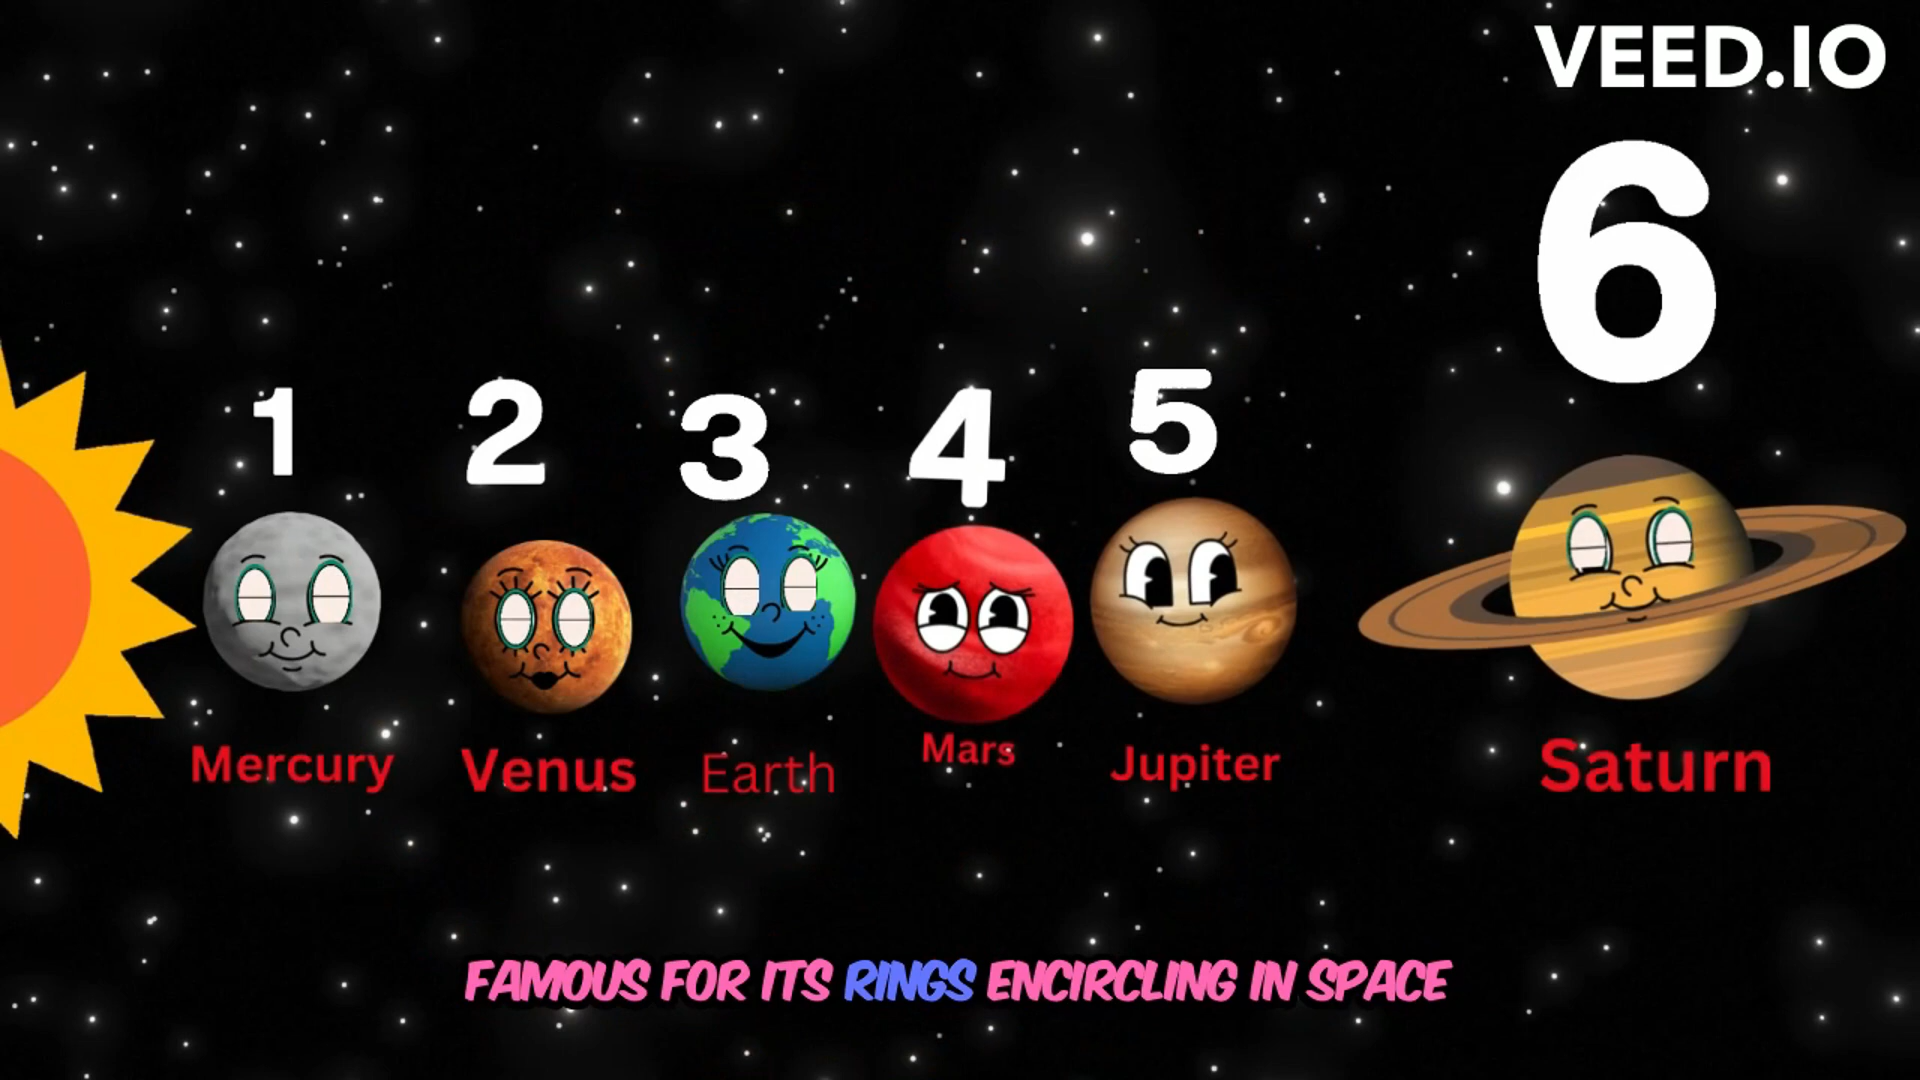 VEED.IO
1 2 3 4 5 6
Mercury Venus Earth Mars Jupiter Saturn
FAMOUS FOR ITS RINGS ENCIRCLING IN SPACE